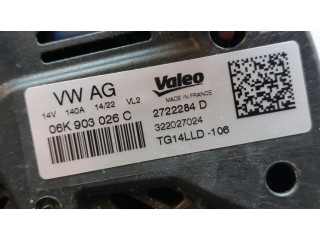 VW AG
14V 140A 14/22 VL2
06K 903 026 C
Valeo
MADE IN FRANCE
2722284 D
322027024
TG14LLD -106